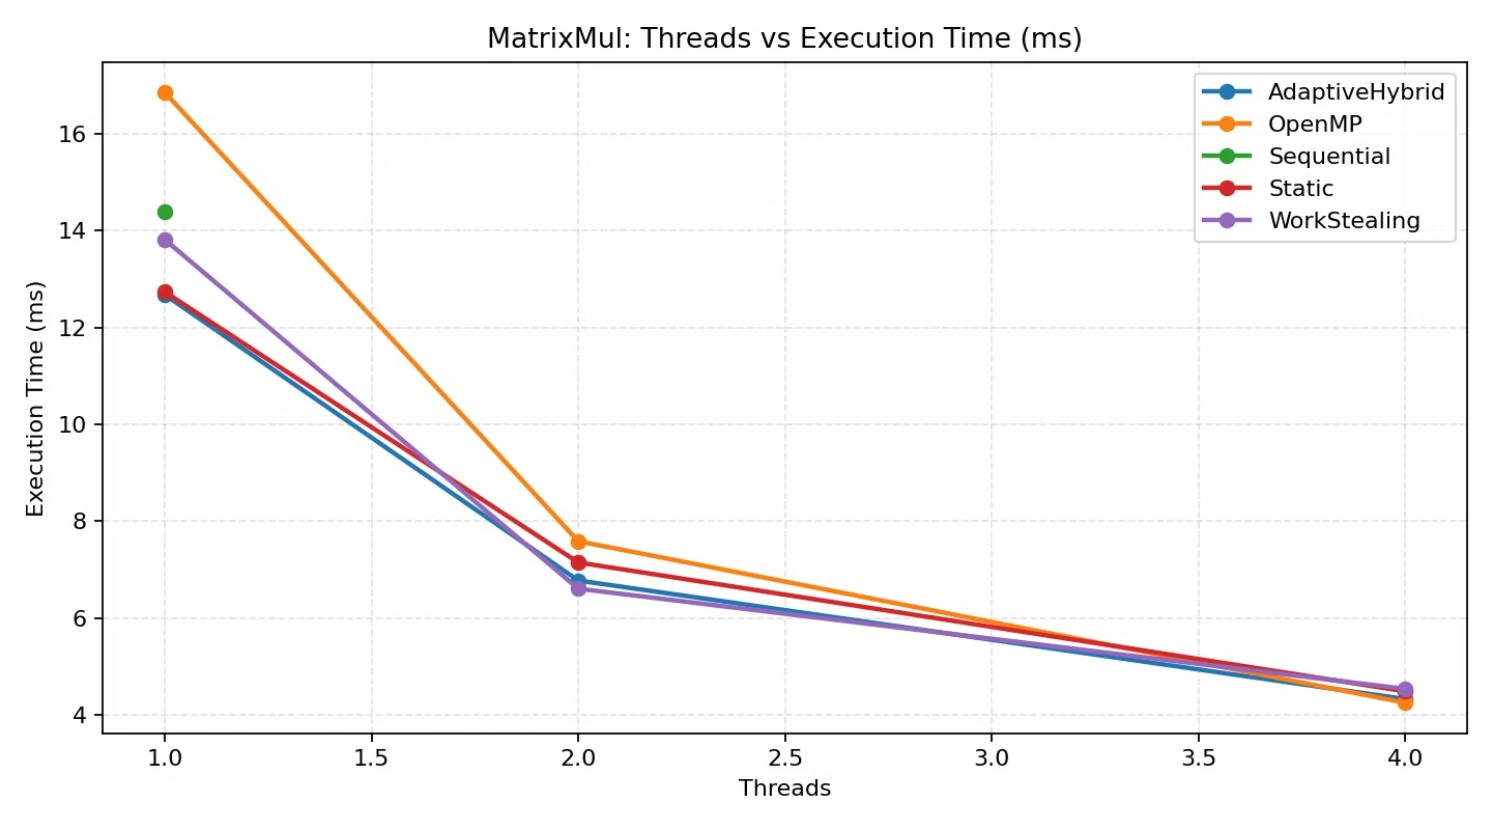 MatrixMul: Threads vs Execution Time (ms)
AdaptiveHybrid
OpenMP
Sequential
Static
WorkStealing
Execution Time (ms)
16
14
12
10
8
6
4
1.0 1.5 2.0 2.5 3.0 3.5 4.0
Threads